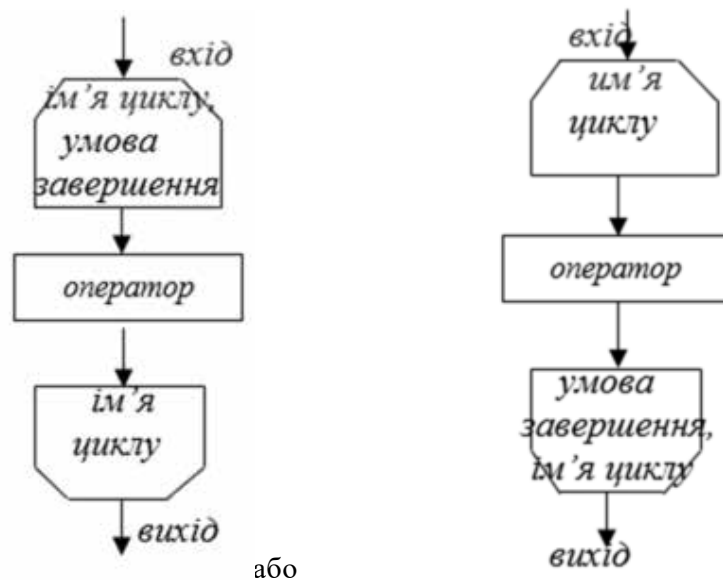 вхід
ім’я циклу,
умова
завершення
оператор
ім’я
циклу
вихід
або
вхід
им’я
циклу
оператор
умова
завершення,
ім’я циклу
вихід